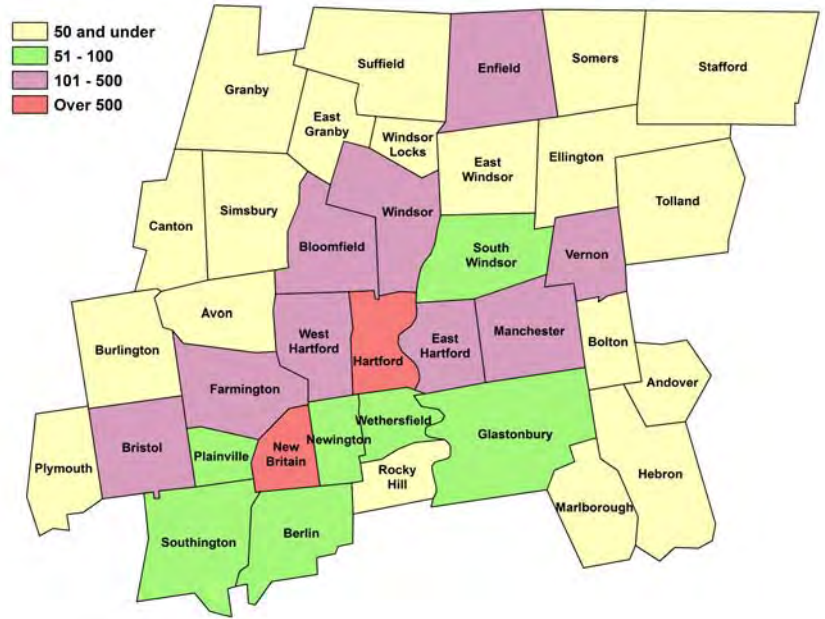 50 and under
51 - 100
101 - 500
Over 500
Granby
Suffield
Enfield
Somers
Stafford
East
Granby
Windsor
Locks
East
Windsor
Ellington
Tolland
Canton
Simsbury
Bloomfield
Windsor
South
Windsor
Vernon
Burlington
Avon
West
Hartford
Hartford
East
Hartford
Manchester
Bolton
Andover
Farmington
Plymouth
Bristol
Plainville
New
Britain
Newington
Wethersfield
Rocky
Hill
Glastonbury
Hebron
Marlborough
Southington
Berlin